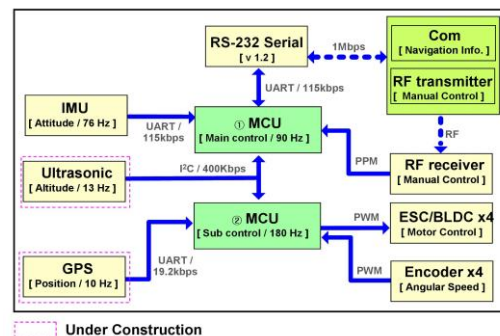 RS-232 Serial
[ v 1.2 ]
1Mbps
Com
[ Navigation Info. ]
RF transmitter
[ Manual Control ]
UART / 115kbps
RF
IMU
[ Attitude / 76 Hz ]
UART /
115kbps
① MCU
[ Main control / 90 Hz ]
PPM
RF receiver
[ Manual Control ]
Ultrasonic
[ Altitude / 13 Hz ]
I²C / 400Kbps
② MCU
[ Sub control / 180 Hz ]
PWM
ESC/BLDC x4
[ Motor Control ]
UART /
19.2kbps
GPS
[ Position / 10 Hz ]
PWM
Encoder x4
[ Angular Speed ]
Under Construction